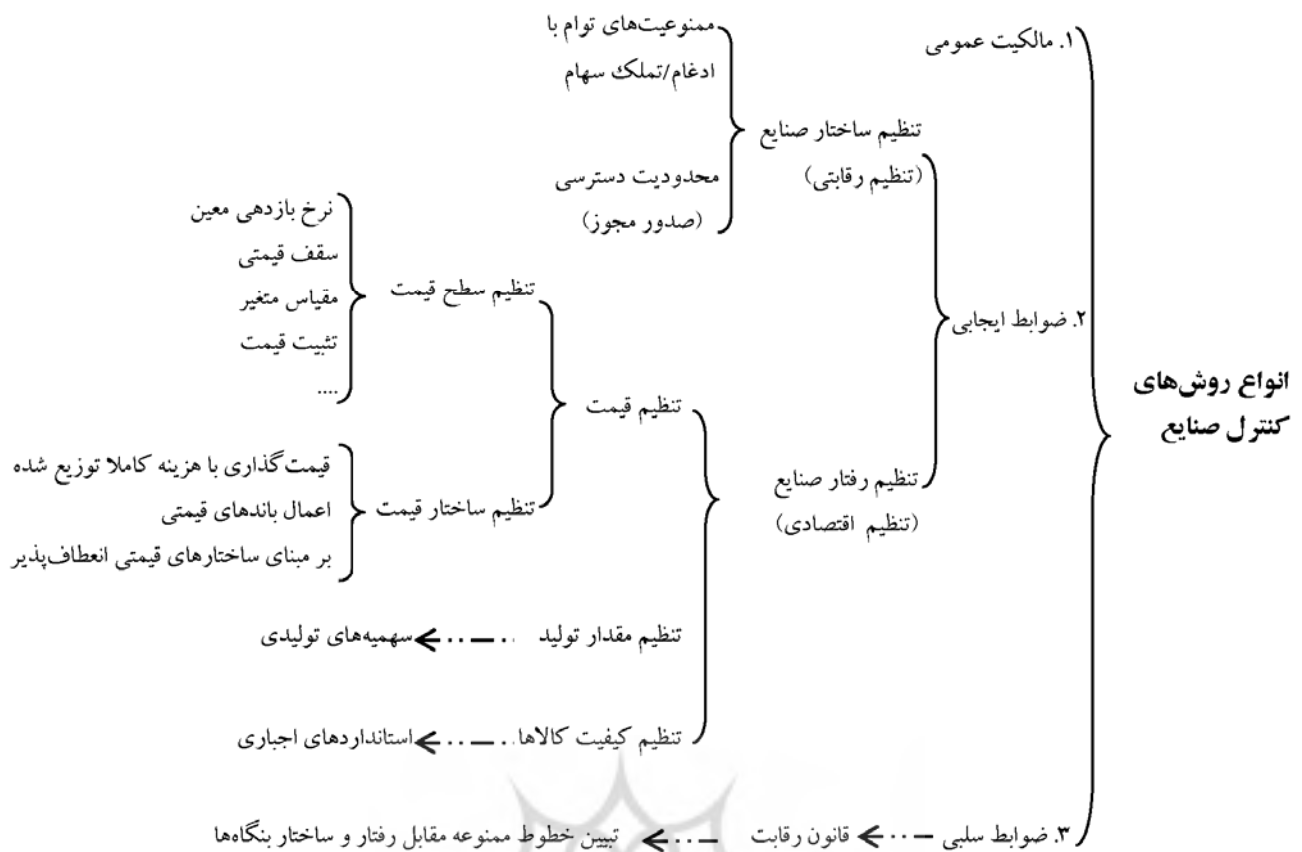 انواع روش‌های
کنترل صنایع
۱. مالکیت عمومی
۲. ضوابط ایجابی
تنظیم ساختار صنایع
(تنظیم رقابتی)
ممنوعیت‌های توام با
ادغام/تملک سهام
محدودیت دسترسی
(صدور مجوز)
تنظیم رفتار صنایع
(تنظیم اقتصادی)
تنظیم قیمت
تنظیم سطح قیمت
نرخ بازدهی معین
سقف قیمتی
مقیاس متغیر
تثبیت قیمت
....
تنظیم ساختار قیمت
قیمت‌گذاری با هزینه کاملا توزیع شده
اعمال باندهای قیمتی
بر مبنای ساختارهای قیمتی انعطاف‌پذیر
تنظیم مقدار تولید
سهمیه‌های تولیدی
تنظیم کیفیت کالاها
استانداردهای اجباری
۳. ضوابط سلبی
قانون رقابت
تبیین خطوط ممنوعه مقابل رفتار و ساختار بنگاه‌ها